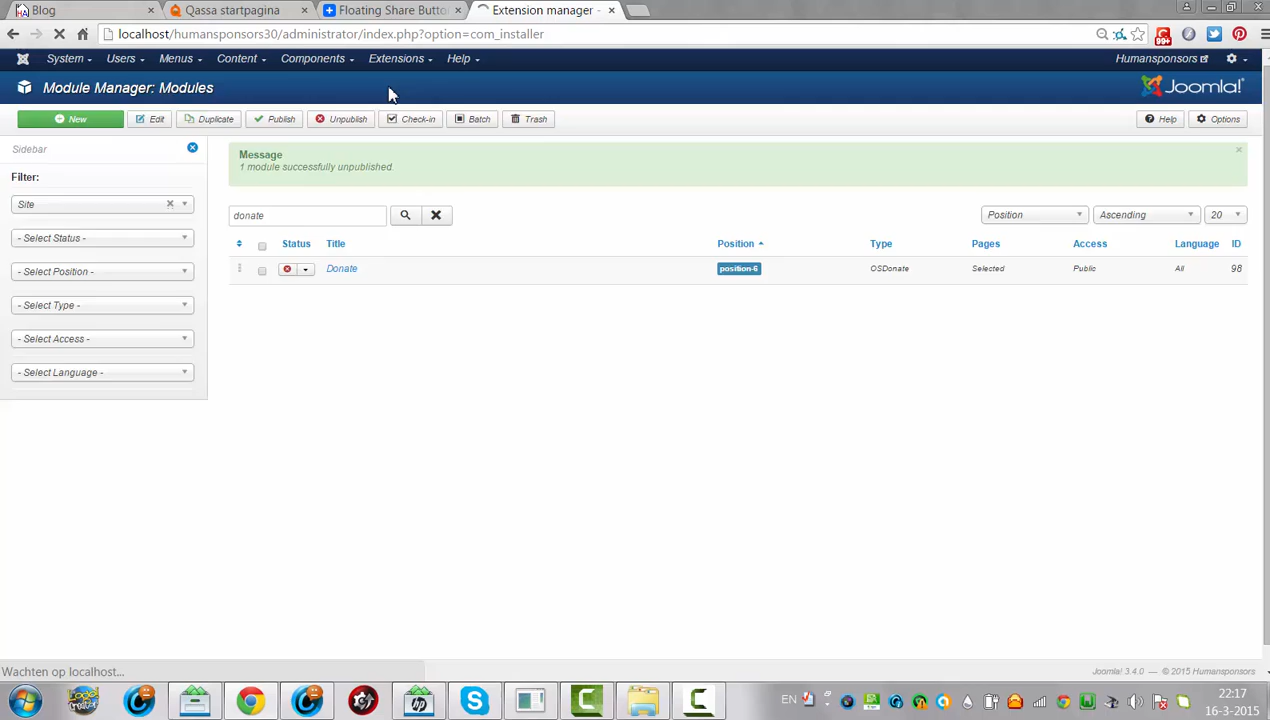 Blog
Qassa startpagina
Floating Share Butto
Extension manager -
localhost/humansponsors30/administrator/index.php?option=com_installer
99+
System
Users
Menus
Content
Components
Extensions
Help
Humansponsors
Module Manager: Modules
Joomla!
New
Edit
Duplicate
Publish
Unpublish
Check-in
Batch
Trash
Help
Options
Sidebar
Message
1 module successfully unpublished.
Filter:
Site
donate
Position
Ascending
20
- Select Status -
Status
Title
Position
Type
Pages
Access
Language
ID
- Select Position -
Donate
position-6
OSDonate
Selected
Public
All
98
- Select Type -
- Select Access -
- Select Language -
Wachten op localhost...
Joomla! 3.4.0 — © 2015 Humansponsors
EN
22:17
16-3-2015